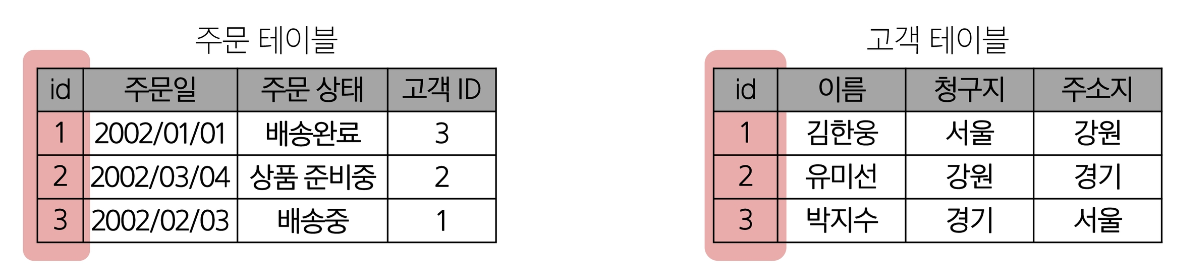 주문 테이블
id 주문일 주문 상태 고객 ID
1 2002/01/01 배송완료 3
2 2002/03/04 상품 준비중 2
3 2002/02/03 배송중 1
고객 테이블
id 이름 청구지 주소지
1 김한웅 서울 강원
2 유미선 강원 경기
3 박지수 경기 서울